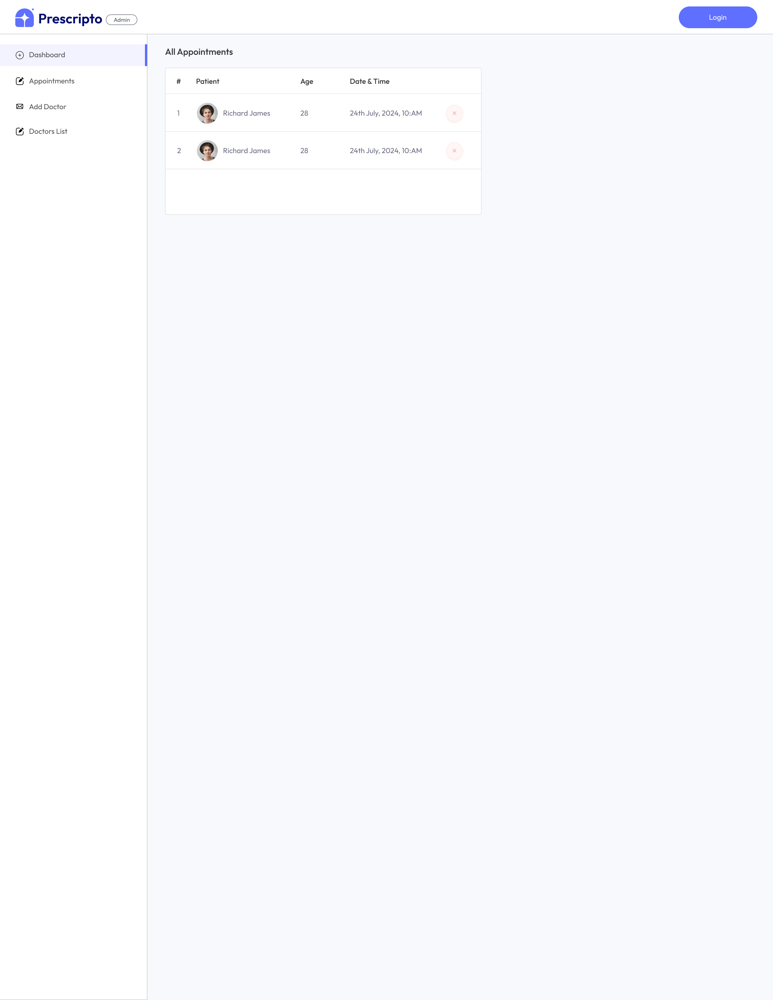 Prescripto Admin Login
Dashboard
Appointments
Add Doctor
Doctors List
All Appointments
# Patient Age Date & Time
1 Richard James 28 24th July, 2024, 10:AM
2 Richard James 28 24th July, 2024, 10:AM